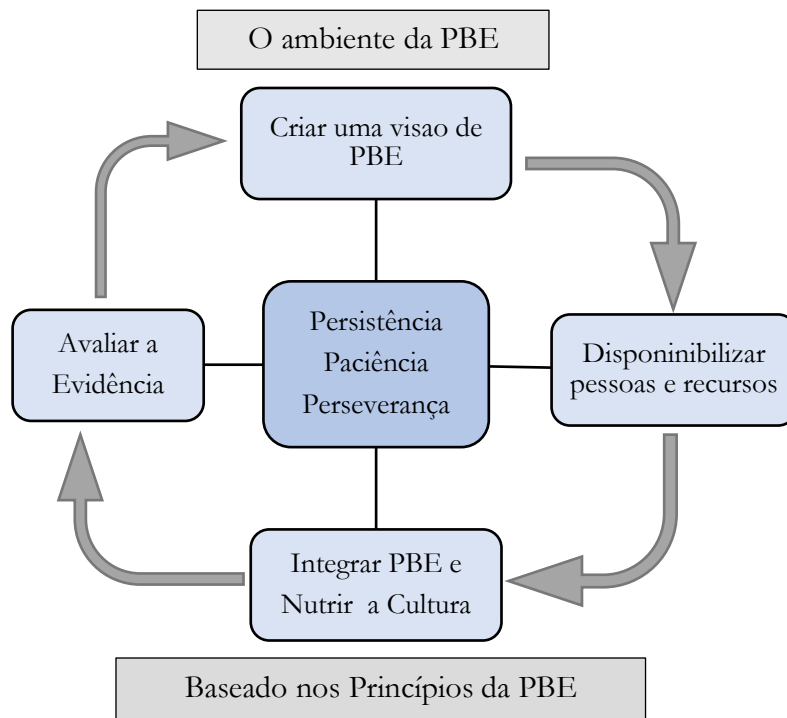 O ambiente da PBE
Criar uma visao de
PBE
Avaliar a
Evidência
Persistência
Paciência
Perseverança
Disponinibilizar
pessoas e recursos
Integrar PBE e
Nutrir a Cultura
Baseado nos Princípios da PBE